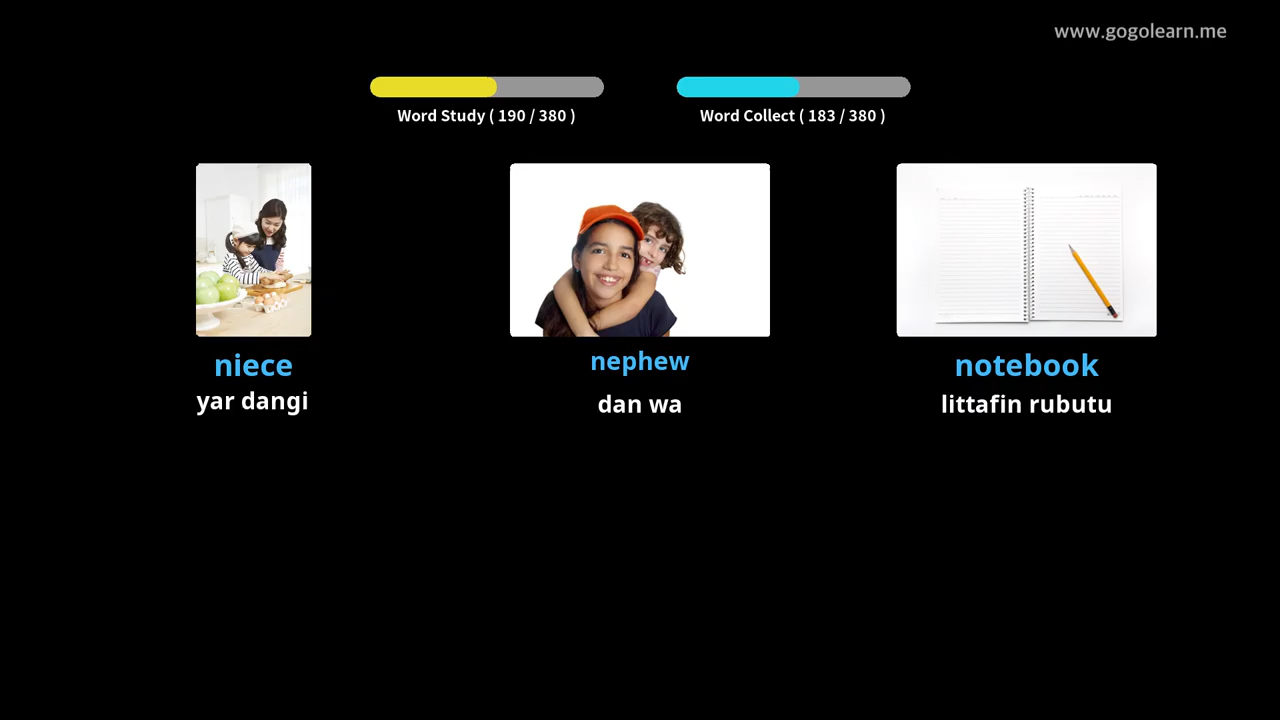 www.gogolearn.me
Word Study ( 190 / 380 )
Word Collect ( 183 / 380 )
niece
nephew
notebook
yar dangi
dan wa
littafin rubutu